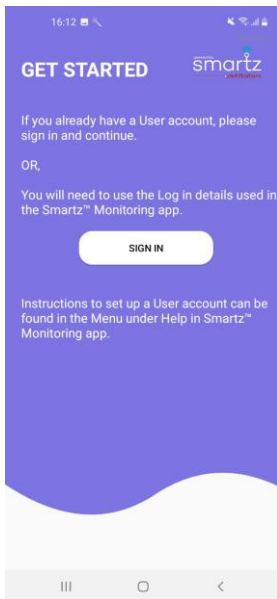 16:12
GET STARTED
smartz
If you already have a User account, please
sign in and continue.
OR,
You will need to use the Log in details used in
the Smartz™ Monitoring app.
SIGN IN
Instructions to set up a User account can be
found in the Menu under Help in Smartz™
Monitoring app.